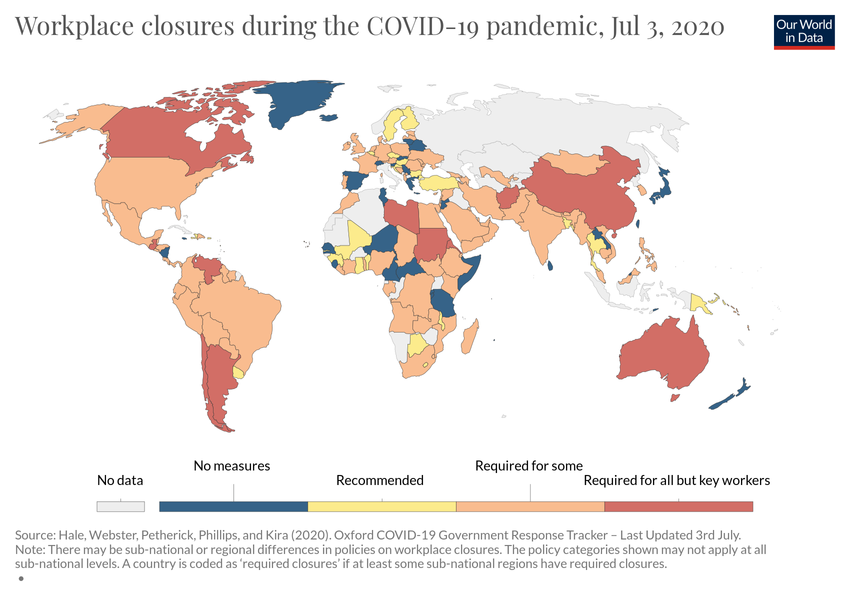 Workplace closures during the COVID-19 pandemic, Jul 3, 2020
Our World
in Data
No data
No measures
Recommended
Required for some
Required for all but key workers
Source: Hale, Webster, Petherick, Phillips, and Kira (2020). Oxford COVID-19 Government Response Tracker – Last Updated 3rd July.
Note: There may be sub-national or regional differences in policies on workplace closures. The policy categories shown may not apply at all
sub-national levels. A country is coded as 'required closures' if at least some sub-national regions have required closures.